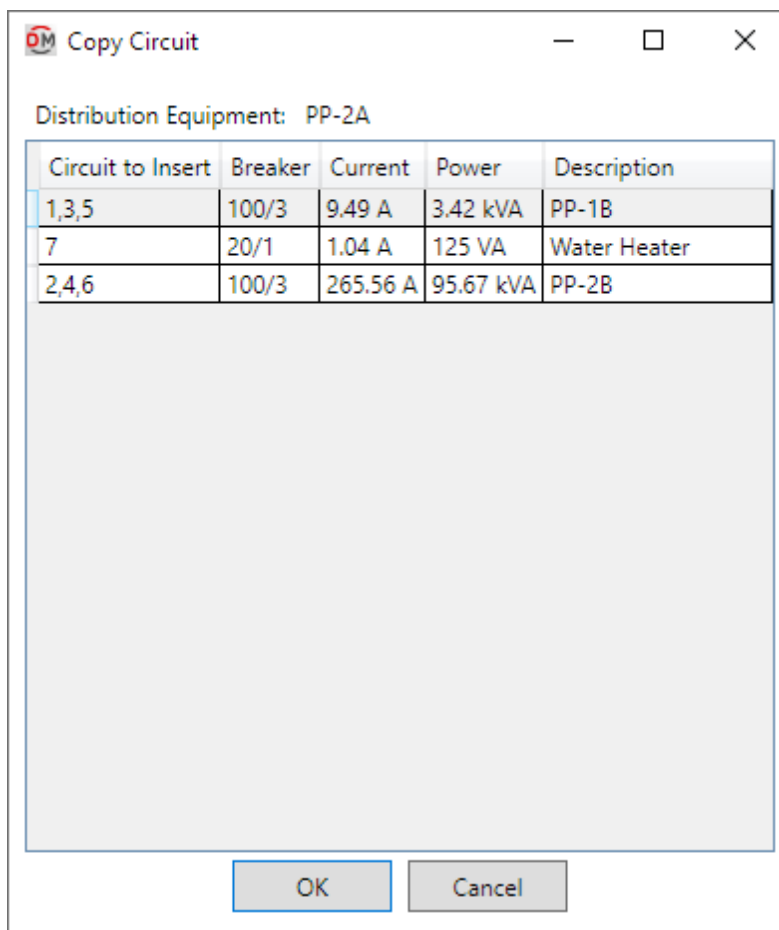 DM Copy Circuit
Distribution Equipment: PP-2A
Circuit to Insert Breaker Current Power Description
1,3,5 100/3 9.49 A 3.42 kVA PP-1B
7 20/1 1.04 A 125 VA Water Heater
2,4,6 100/3 265.56 A 95.67 kVA PP-2B
OK Cancel